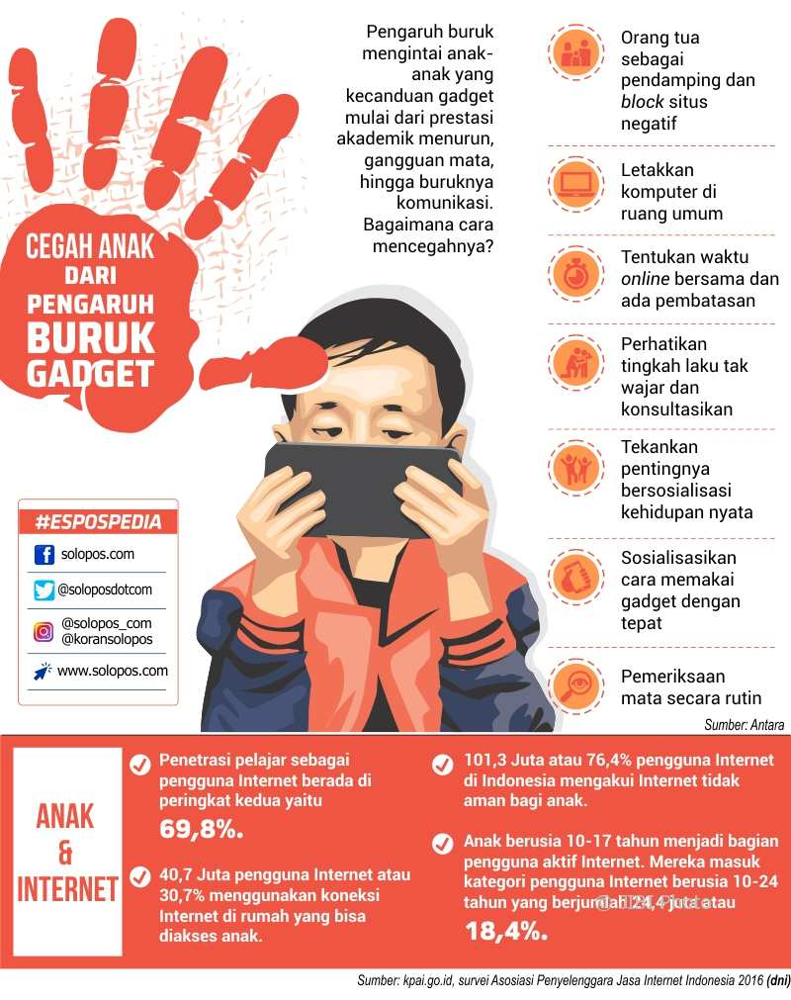 CEGAH ANAK
DARI
PENGARUH
BURUK
GADGET
Pengaruh buruk
mengintai anak-
anak yang
kecanduan gadget
mulai dari prestasi
akademik menurun,
gangguan mata,
hingga buruknya
komunikasi.
Bagaimana cara
mencegahnya?
Orang tua
sebagai
pendamping dan
block situs
negatif
Letakkan
komputer di
ruang umum
Tentukan waktu
online bersama dan
ada pembatasan
Perhatikan
tingkah laku tak
wajar dan
konsultasikan
Tekankan
pentingnya
bersosialisasi
kehidupan nyata
Sosialisasikan
cara memakai
gadget dengan
tepat
Pemeriksaan
mata secara rutin
Sumber: Antara
#ESPOSPEDIA
solopos.com
@soloposdotcom
@solopos_com
@koransolopos
www.solopos.com
ANAK
&
INTERNET
Penetrasi pelajar sebagai
pengguna Internet berada di
peringkat kedua yaitu
69,8%.
40,7 Juta pengguna Internet atau
30,7% menggunakan koneksi
Internet di rumah yang bisa
diakses anak.
101,3 Juta atau 76,4% pengguna Internet
di Indonesia mengakui Internet tidak
aman bagi anak.
Anak berusia 10-17 tahun menjadi bagian
pengguna aktif Internet. Mereka masuk
kategori pengguna Internet berusia 10-24
tahun yang berjumlah 24,4 juta atau
18,4%.
© JIBI Photo
Sumber: kpai.go.id, survei Asosiasi Penyelenggara Jasa Internet Indonesia 2016 (dni)